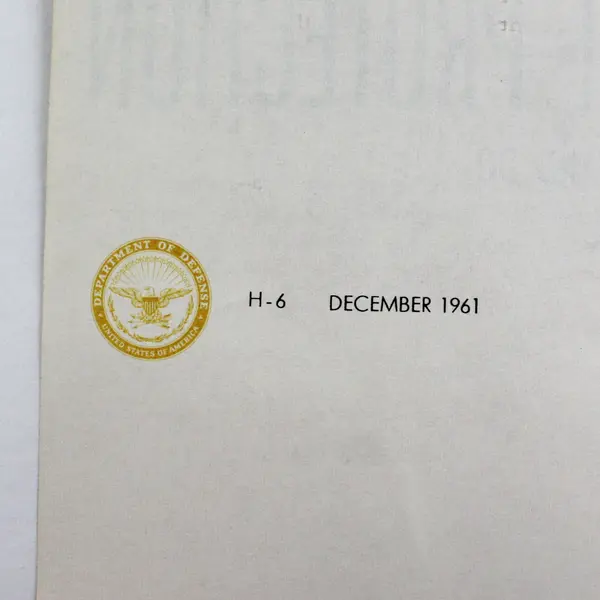 DEPARTMENT OF DEFENSE
UNITED STATES OF AMERICA
H-6 DECEMBER 1961